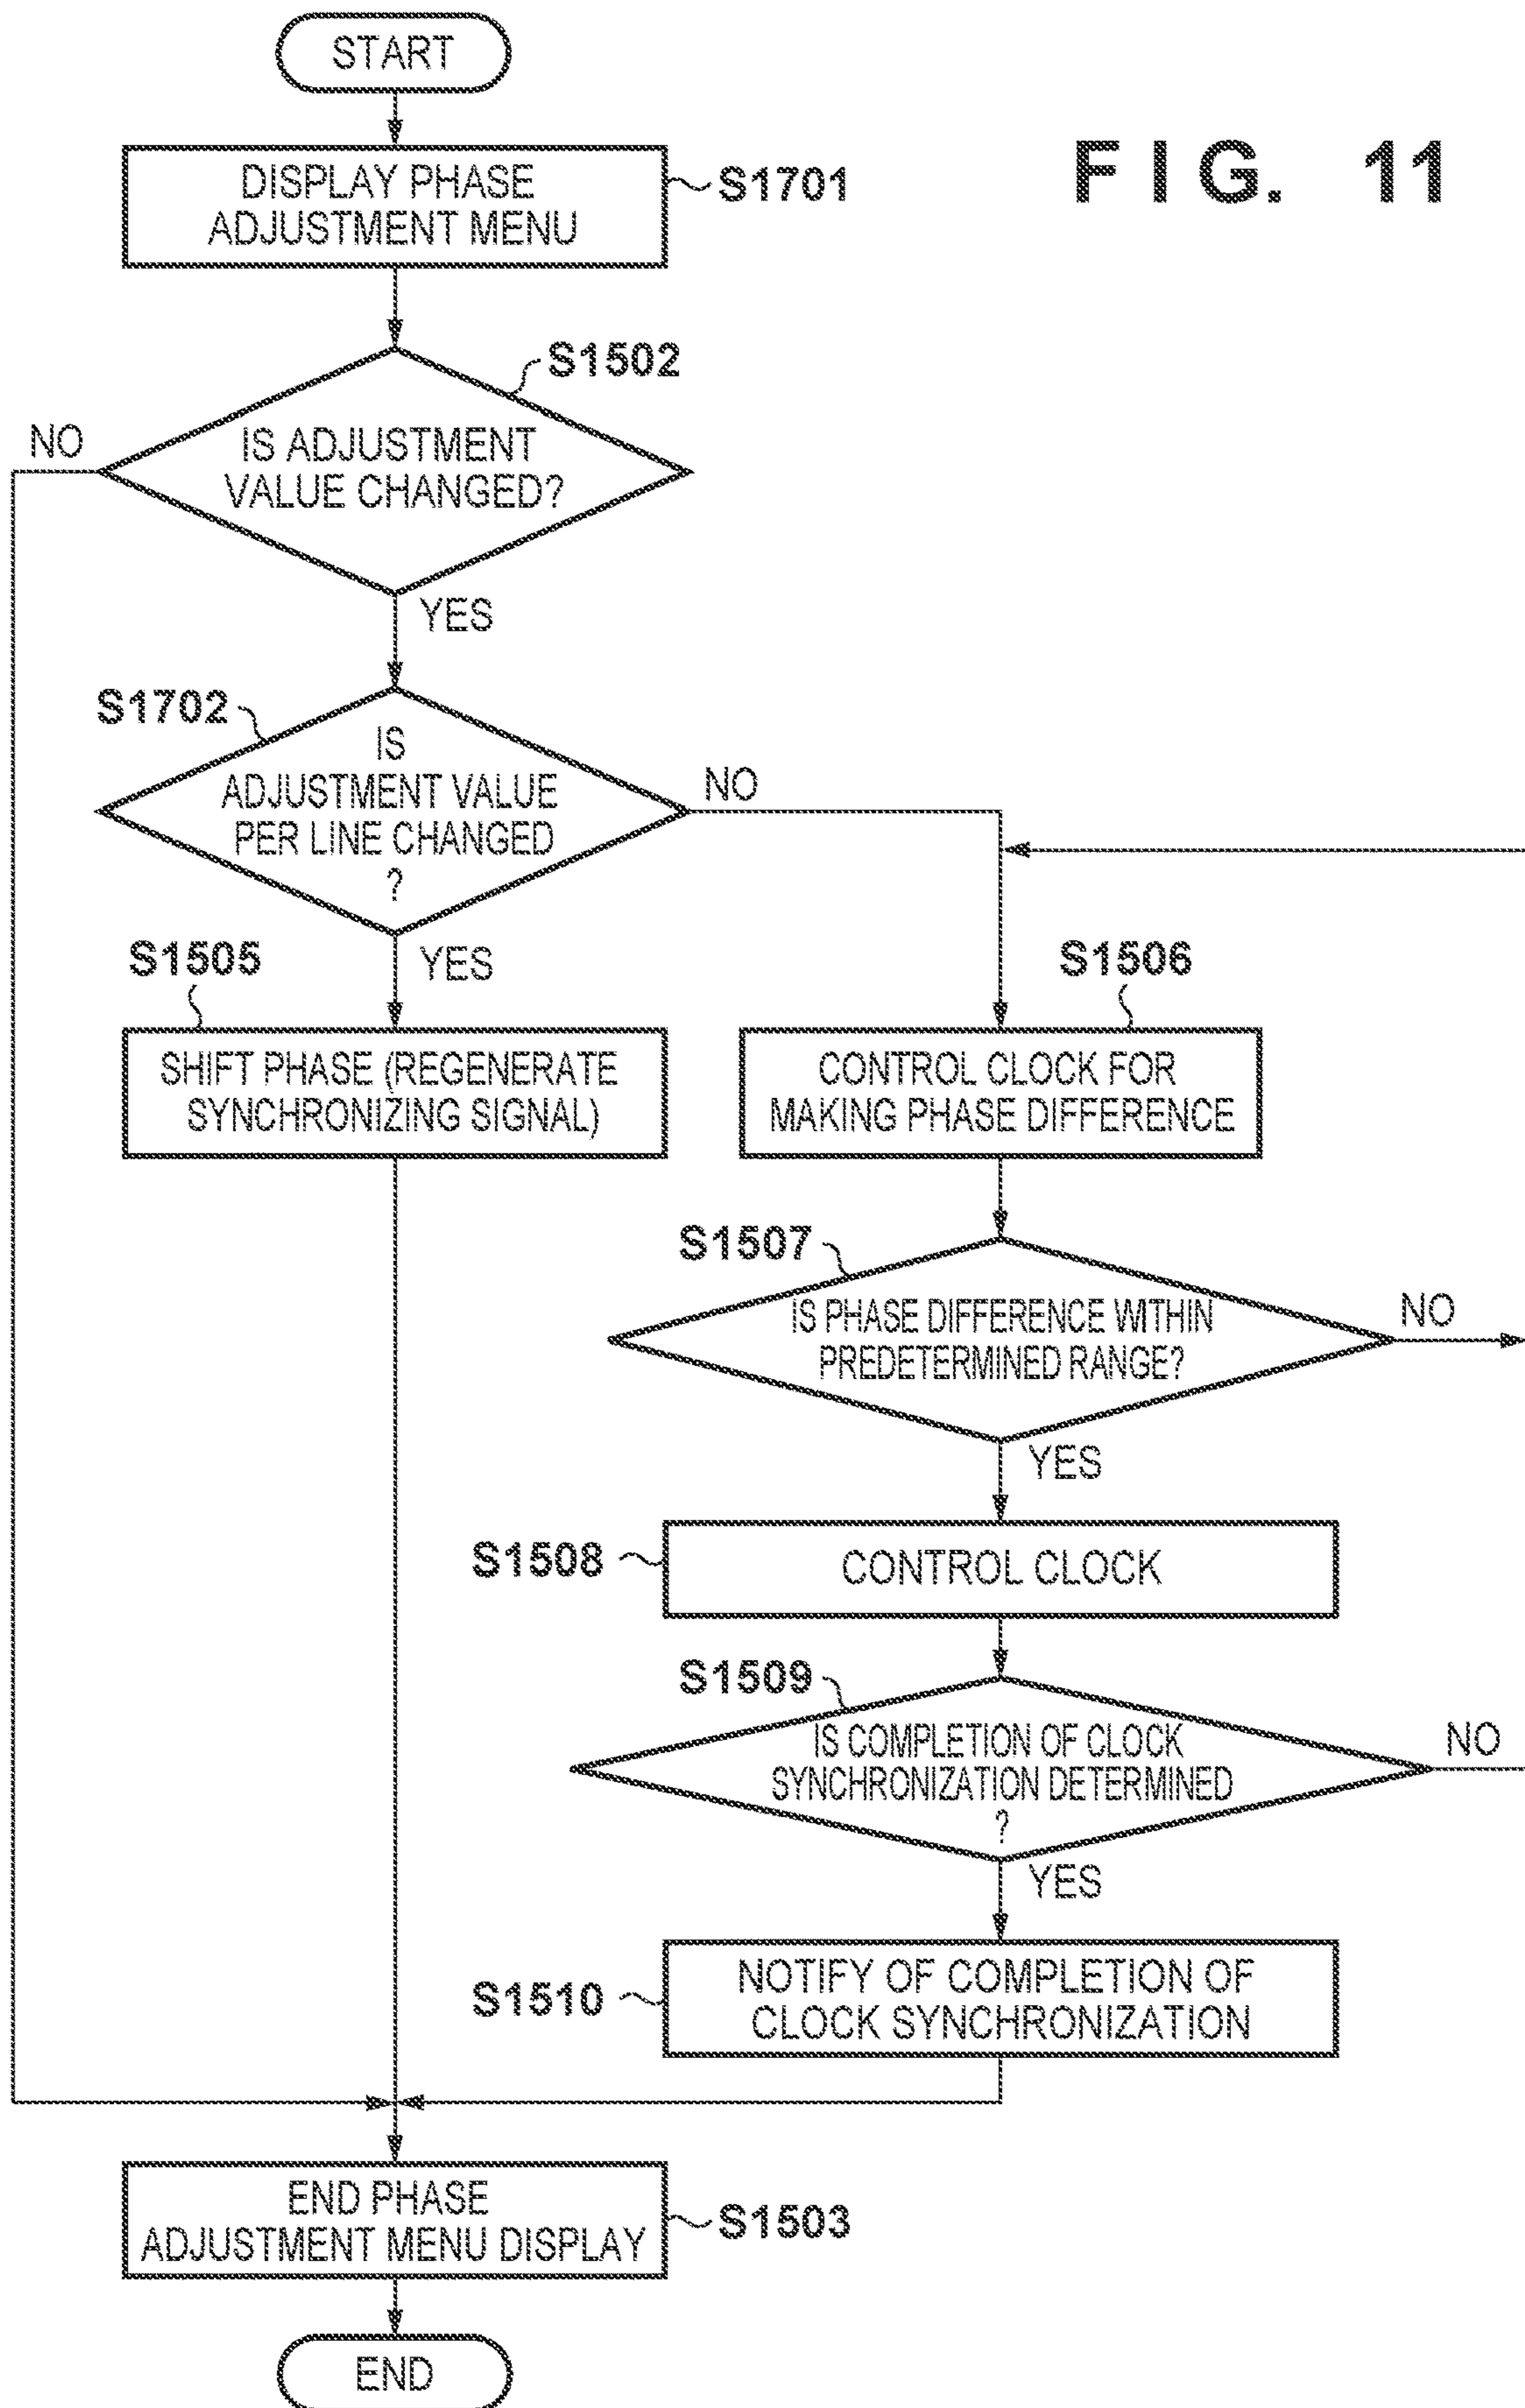 START
FIG. 11
DISPLAY PHASE
ADJUSTMENT MENU
S1701
S1502
NO
IS ADJUSTMENT
VALUE CHANGED?
YES
S1702
IS
ADJUSTMENT VALUE
PER LINE CHANGED
?
NO
YES
S1505
SHIFT PHASE (REGENERATE
SYNCHRONIZING SIGNAL)
S1506
CONTROL CLOCK FOR
MAKING PHASE DIFFERENCE
S1507
IS PHASE DIFFERENCE WITHIN
PREDETERMINED RANGE?
NO
YES
S1508
CONTROL CLOCK
S1509
IS COMPLETION OF CLOCK
SYNCHRONIZATION DETERMINED
?
NO
YES
S1510
NOTIFY OF COMPLETION OF
CLOCK SYNCHRONIZATION
END PHASE
ADJUSTMENT MENU DISPLAY
S1503
END